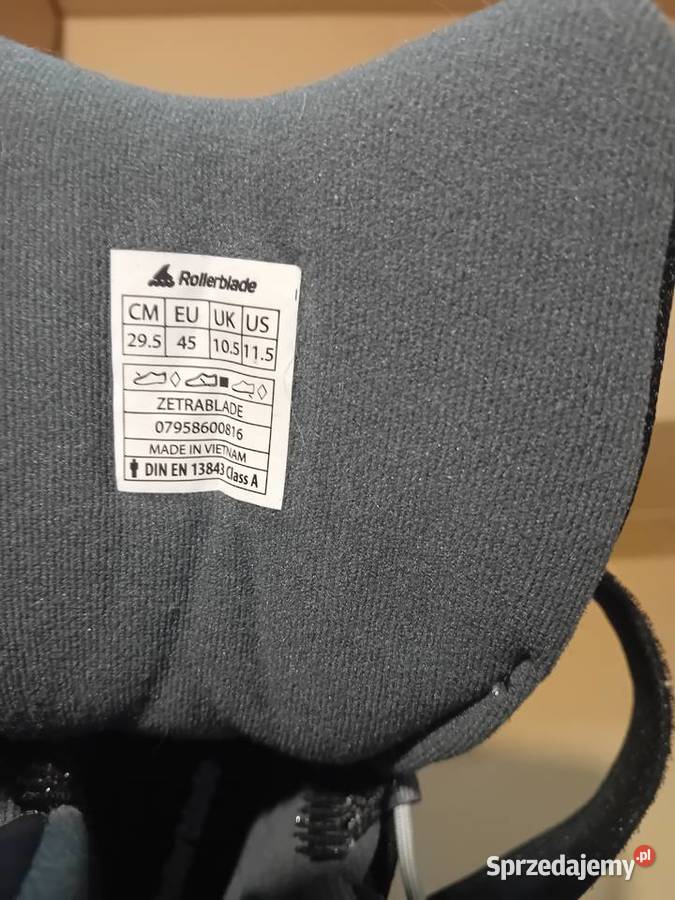 Rollerblade
CM EU UK US
29.5 45 10.5 11.5
ZETRABLADE
07958600816
MADE IN VIETNAM
DIN EN 13843 Class A
Sprzedajemy.pl